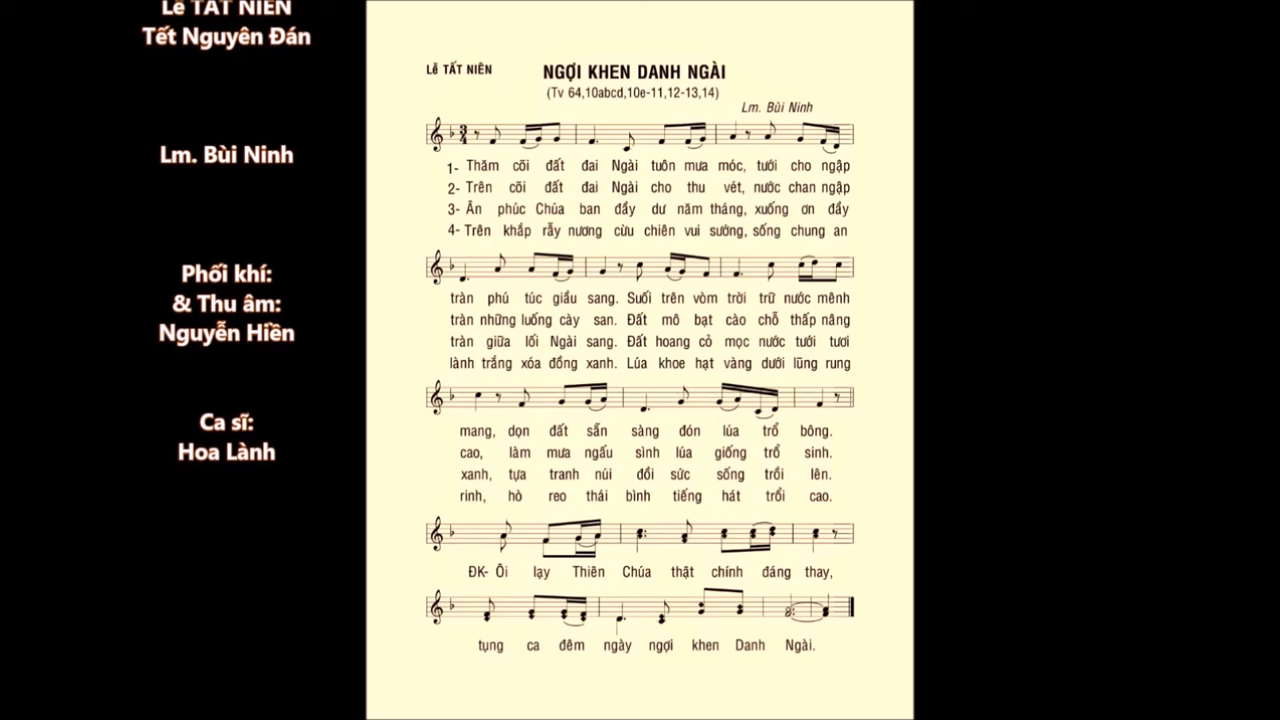 Lễ TẤT NIÊN
Tết Nguyên Đán
Lm. Bùi Ninh
Phối khí:
& Thu âm:
Nguyễn Hiền
Ca sĩ:
Hoa Lành
Lễ TẤT NIÊN
NGỢI KHEN DANH NGÀI
(Tv 64,10abcd,10e-11,12-13,14)
Lm. Bùi Ninh
1- Thăm cõi đất đai Ngài tuôn mưa móc, tưới cho ngập
2- Trên cõi đất đai Ngài cho thu vét, nước chan ngập
3- Ân phúc Chúa ban đầy dư năm tháng, xuống ơn đầy
4- Trên khắp rẫy nương cừu chiên vui sướng, sống chung an
tràn phú túc giầu sang. Suối trên vòm trời trữ nước mênh
tràn những luống cày san. Đất mô bạt cào chỗ thấp nâng
tràn giữa lối Ngài sang. Đất hoang cỏ mọc nước tưới tươi
lành trắng xóa đồng xanh. Lúa khoe hạt vàng dưới lũng rung
mang, dọn đất sẵn sàng đón lúa trổ bông.
cao, làm mưa ngấu sình lúa giống trổ sinh.
xanh, tựa tranh núi đồi sức sống trồi lên.
rinh, hò reo thái bình tiếng hát trổi cao.
ĐK- Ôi lạy Thiên Chúa thật chính đáng thay,
tụng ca đêm ngày ngợi khen Danh Ngài.